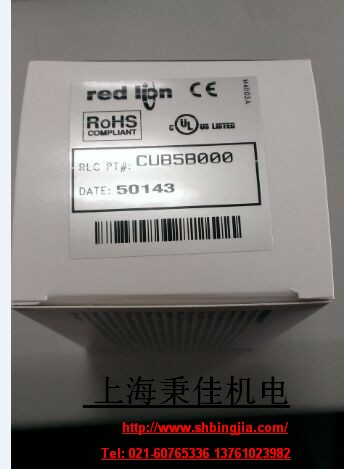 red lion CE
M4801A
RoHS
COMPLIANT
c UL US LISTED
RLC PT#: CUB5B000
DATE: 50143
上海秉佳机电
http://www.shbingjia.com/
Tel: 021-60765336 13761023982